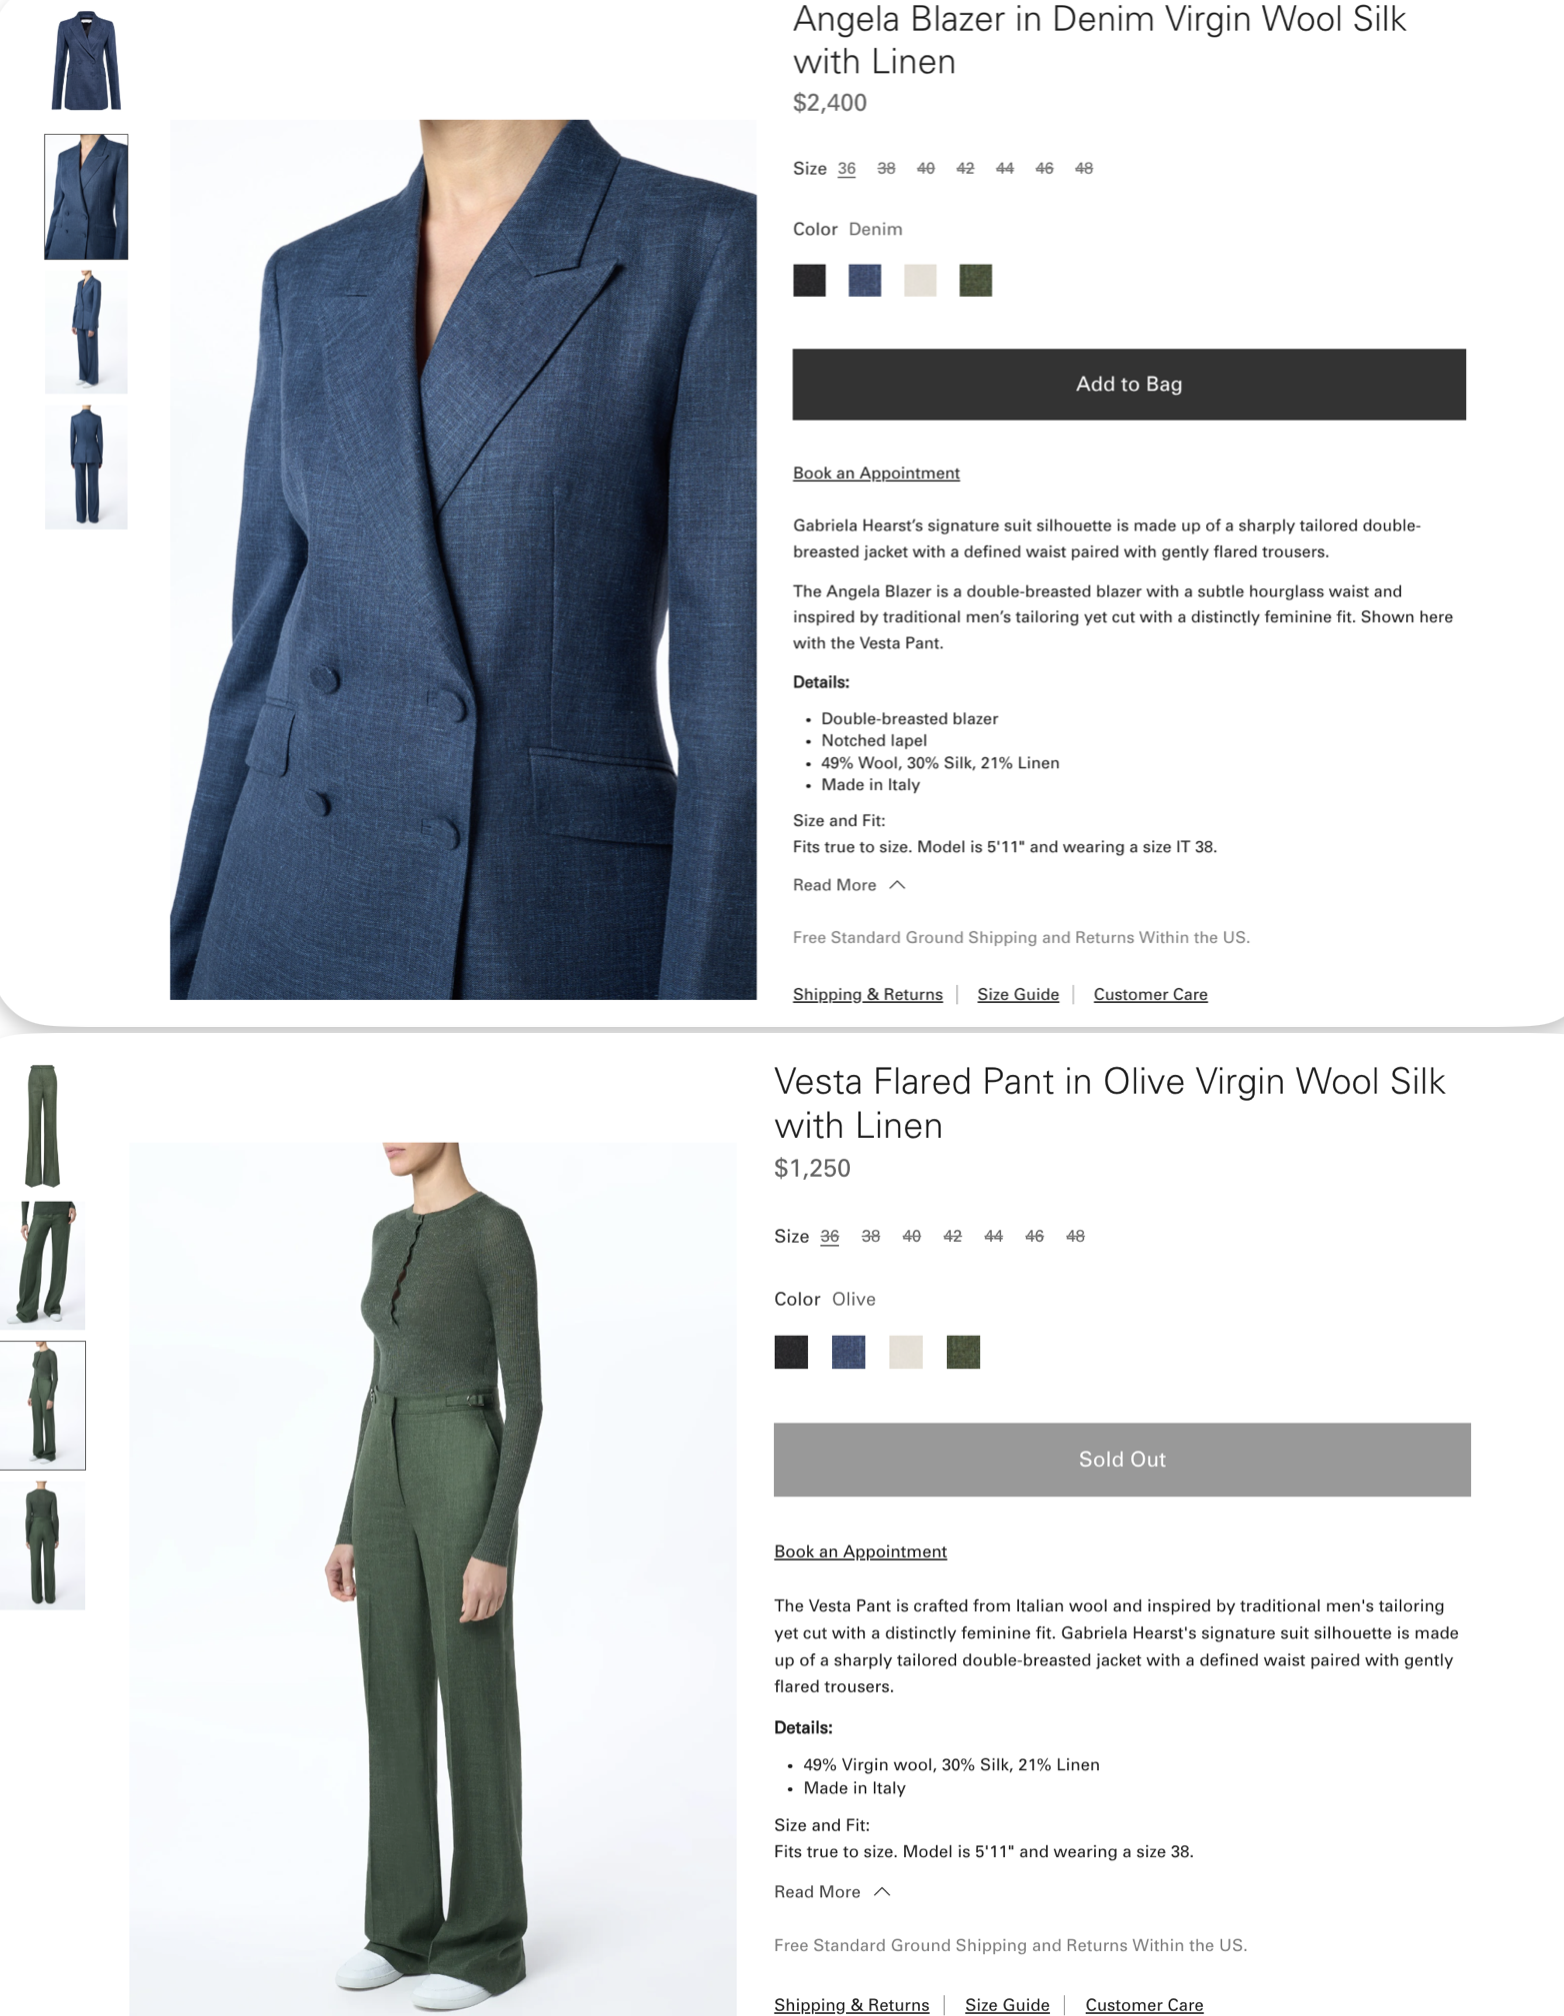 Angela Blazer in Denim Virgin Wool Silk
with Linen
$2,400
Size 36 38 40 42 44 46 48
Color Denim
Add to Bag
Book an Appointment
Gabriela Hearst’s signature suit silhouette is made up of a sharply tailored double-
breasted jacket with a defined waist paired with gently flared trousers.
The Angela Blazer is a double-breasted blazer with a subtle hourglass waist and
inspired by traditional men’s tailoring yet cut with a distinctly feminine fit. Shown here
with the Vesta Pant.
Details:
• Double-breasted blazer
• Notched lapel
• 49% Wool, 30% Silk, 21% Linen
• Made in Italy
Size and Fit:
Fits true to size. Model is 5'11" and wearing a size IT 38.
Read More
Free Standard Ground Shipping and Returns Within the US.
Shipping & Returns | Size Guide | Customer Care
Vesta Flared Pant in Olive Virgin Wool Silk
with Linen
$1,250
Size 36 38 40 42 44 46 48
Color Olive
Sold Out
Book an Appointment
The Vesta Pant is crafted from Italian wool and inspired by traditional men's tailoring
yet cut with a distinctly feminine fit. Gabriela Hearst's signature suit silhouette is made
up of a sharply tailored double-breasted jacket with a defined waist paired with gently
flared trousers.
Details:
• 49% Virgin wool, 30% Silk, 21% Linen
• Made in Italy
Size and Fit:
Fits true to size. Model is 5'11" and wearing a size 38.
Read More
Free Standard Ground Shipping and Returns Within the US.
Shipping & Returns | Size Guide | Customer Care